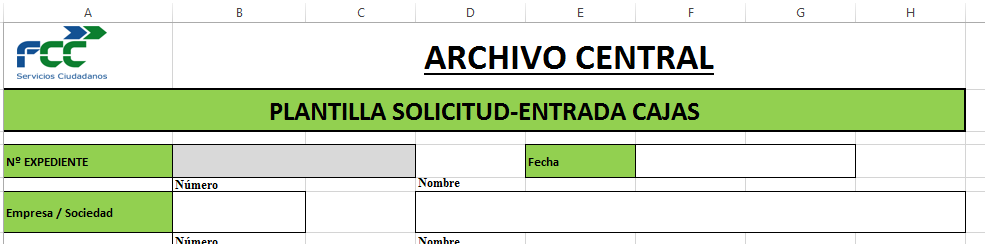 A B C D E F G H
FCC
Servicios Ciudadanos
ARCHIVO CENTRAL
PLANTILLA SOLICITUD-ENTRADA CAJAS
Nº EXPEDIENTE Fecha
Número Nombre
Empresa / Sociedad
Número Nombre